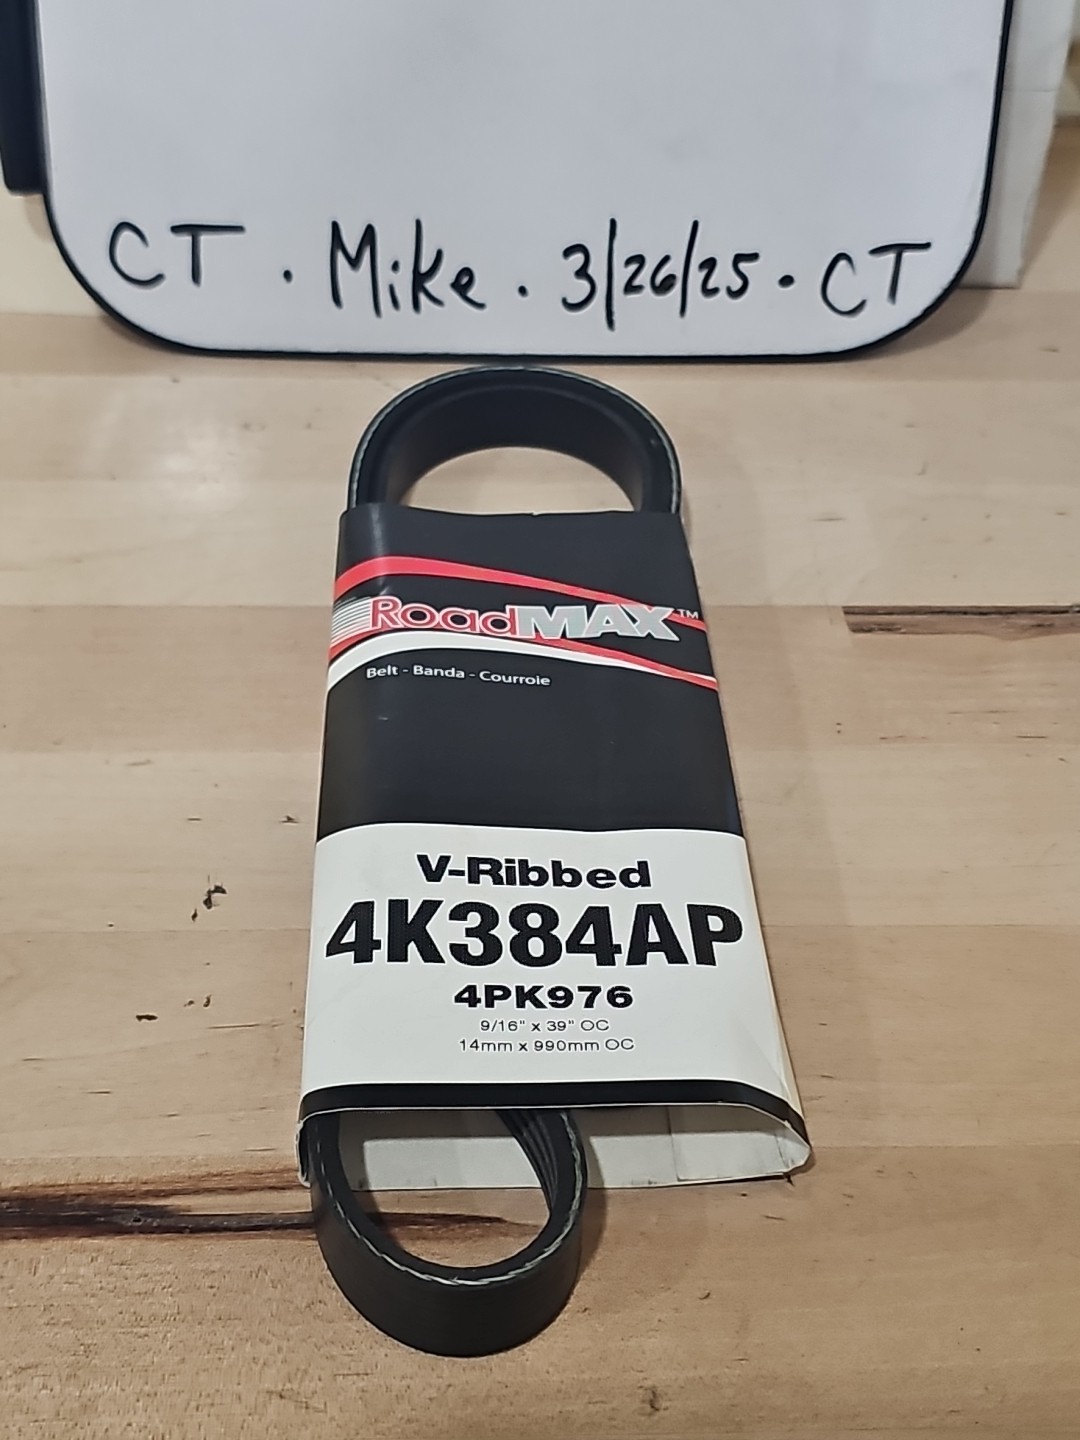 CT . Mike . 3/26/25 . CT
RoadMAX™
Belt - Banda - Courroie
V-Ribbed
4K384AP
4PK976
9/16" x 39" OC
14mm x 990mm OC